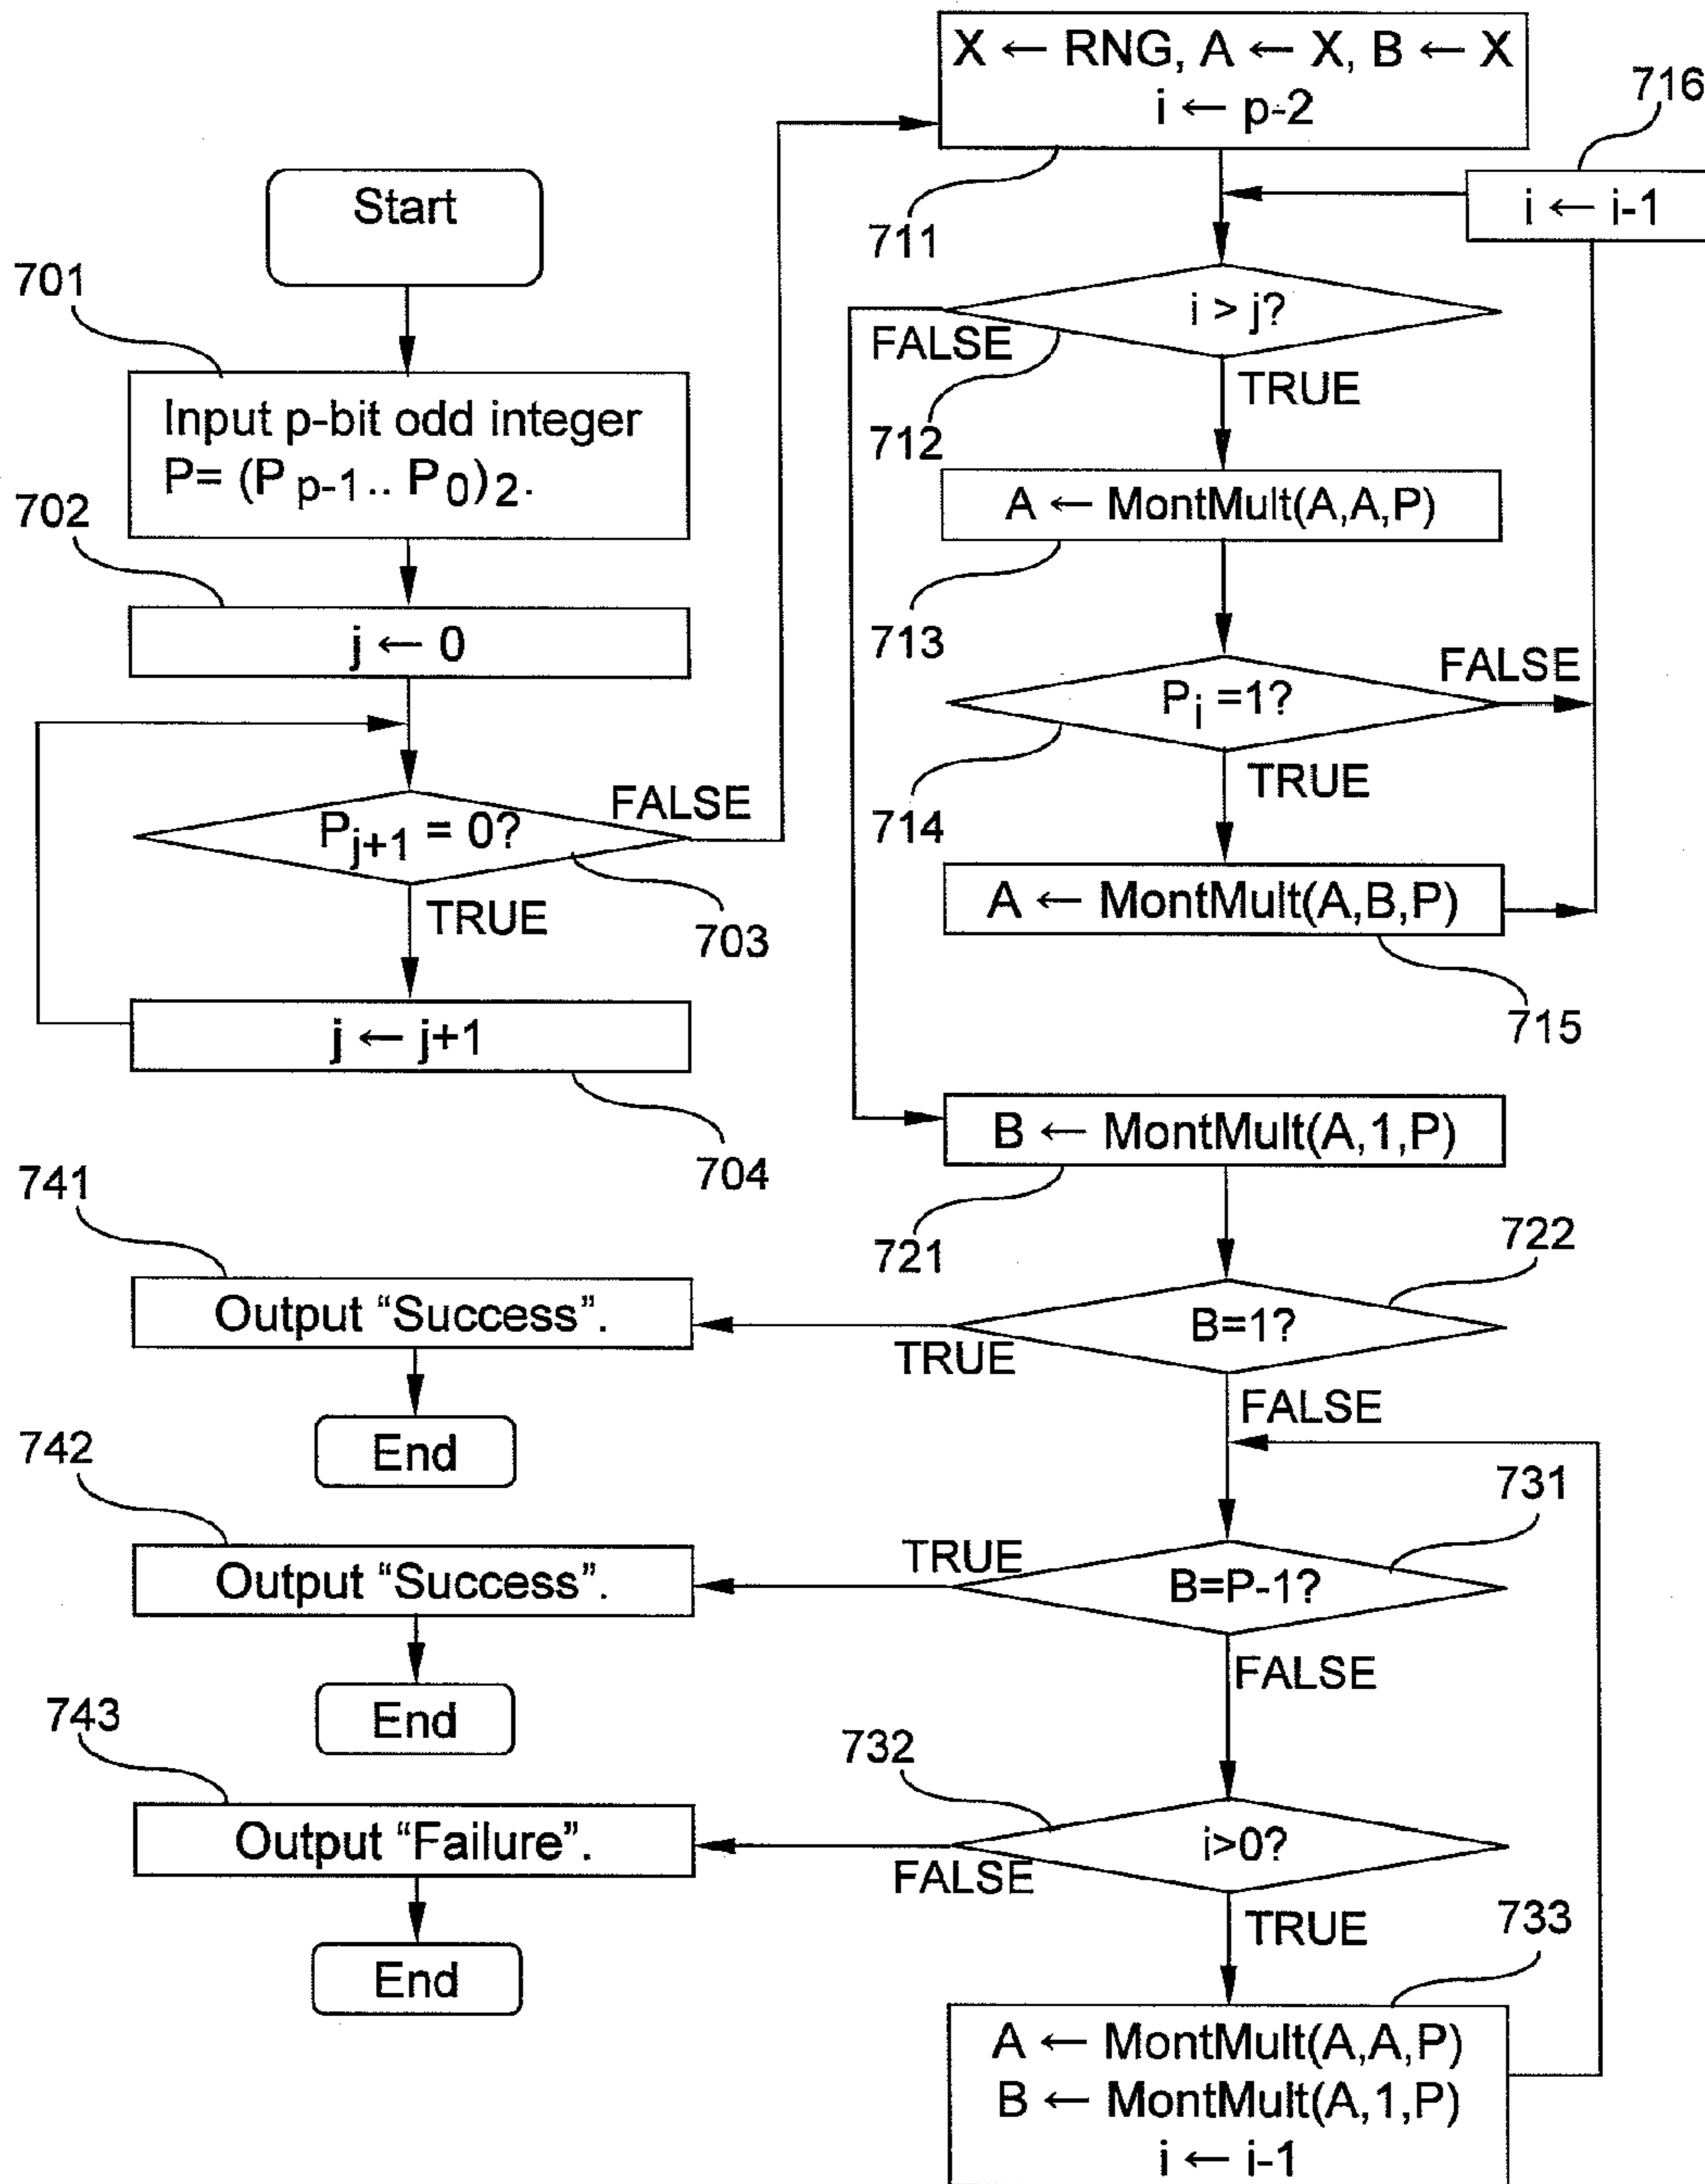 Start
701
Input p-bit odd integer
P= (P p-1 .. P 0) 2.
702
j ← 0
P j+1 = 0?
FALSE
TRUE
703
j ← j+1
704
X ← RNG, A ← X, B ← X
i ← p-2
711
716
i ← i-1
i > j?
FALSE
TRUE
712
A ← MontMult(A,A,P)
713
P i =1?
FALSE
TRUE
714
A ← MontMult(A,B,P)
715
B ← MontMult(A,1,P)
721
722
B=1?
TRUE
FALSE
741
Output “Success”.
End
731
B=P-1?
TRUE
FALSE
742
Output “Success”.
End
732
i>0?
FALSE
TRUE
743
Output “Failure”.
End
733
A ← MontMult(A,A,P)
B ← MontMult(A,1,P)
i ← i-1